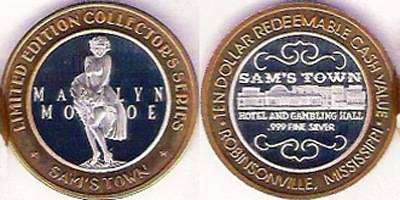 LIMITED EDITION COLLECTOR'S SERIES
MA LYN
MO OE
• SAM'S TOWN •
• TEN DOLLAR REDEEMABLE CASH VALUE •
SAM'S TOWN
HOTEL AND GAMBLING HALL
.999 FINE SILVER
ROBINSONVILLE, MISSISSIPPI